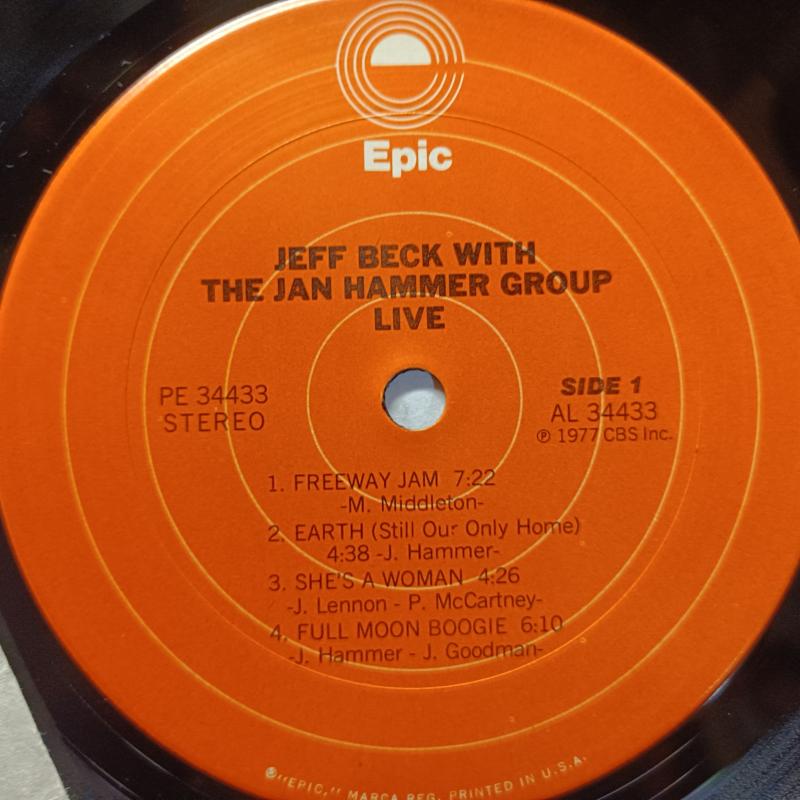 Epic
JEFF BECK WITH
THE JAN HAMMER GROUP
LIVE
PE 34433
STEREO
SIDE 1
AL 34433
℗ 1977 CBS Inc.
1. FREEWAY JAM 7:22
-M. Middleton-
2. EARTH (Still Our Only Home)
4:38 -J. Hammer-
3. SHE'S A WOMAN 4:26
-J. Lennon - P. McCartney-
4. FULL MOON BOOGIE 6:10
-J. Hammer - J. Goodman-
®"EPIC," MARCA REG. PRINTED IN U.S.A.